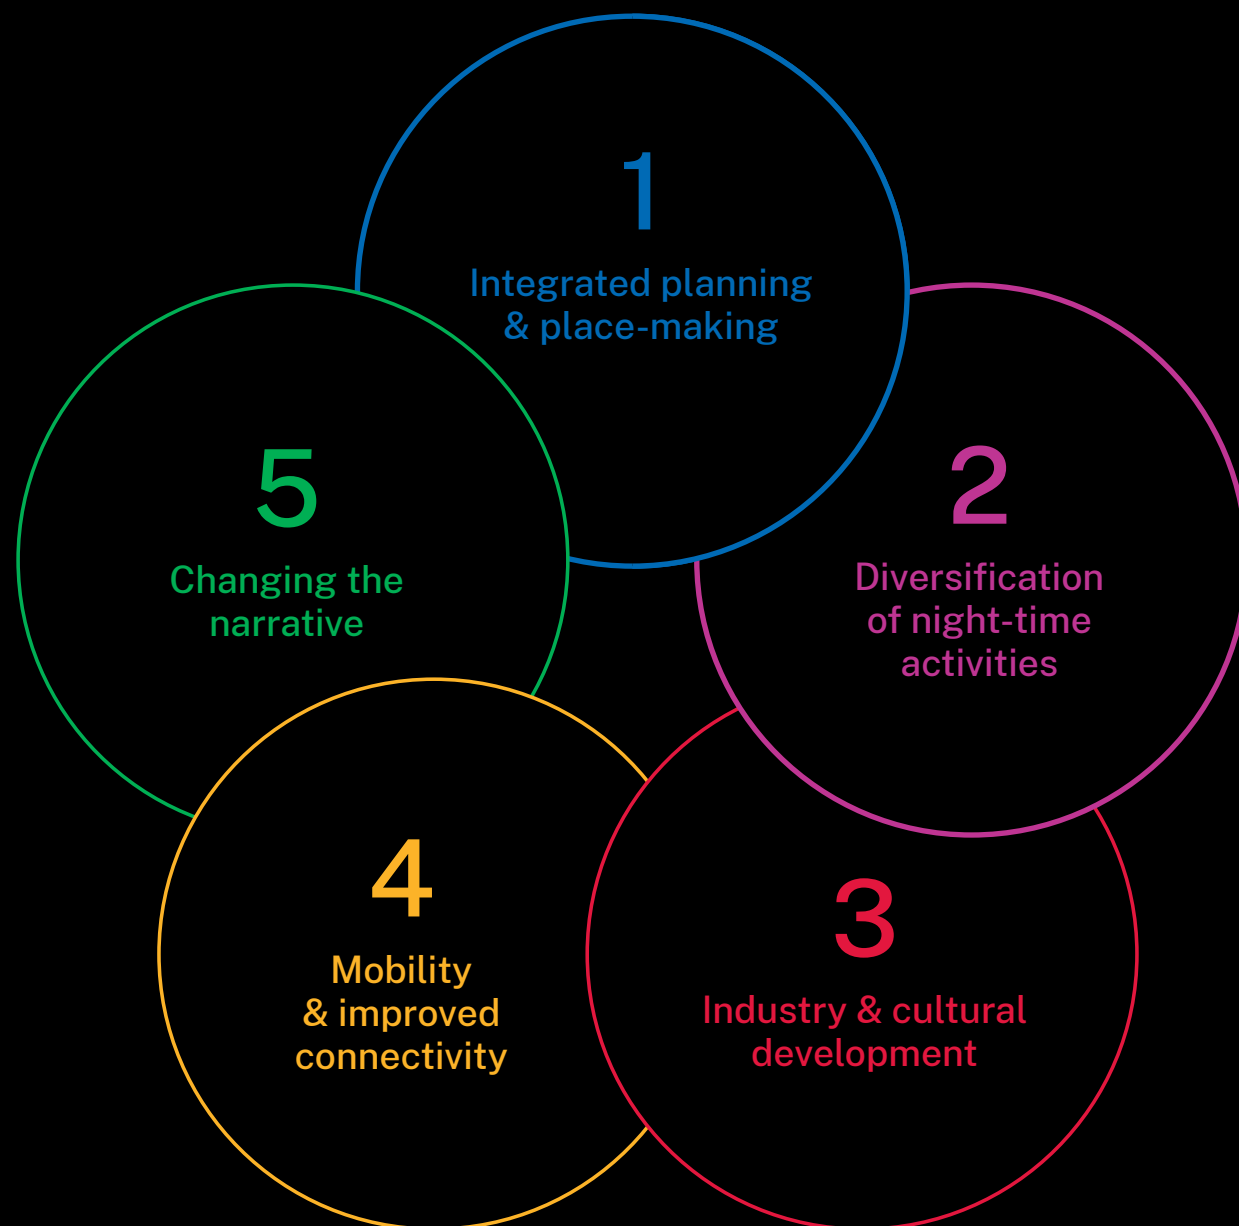 1
Integrated planning
& place-making
2
Diversification
of night-time
activities
3
Industry & cultural
development
4
Mobility
& improved
connectivity
5
Changing the
narrative